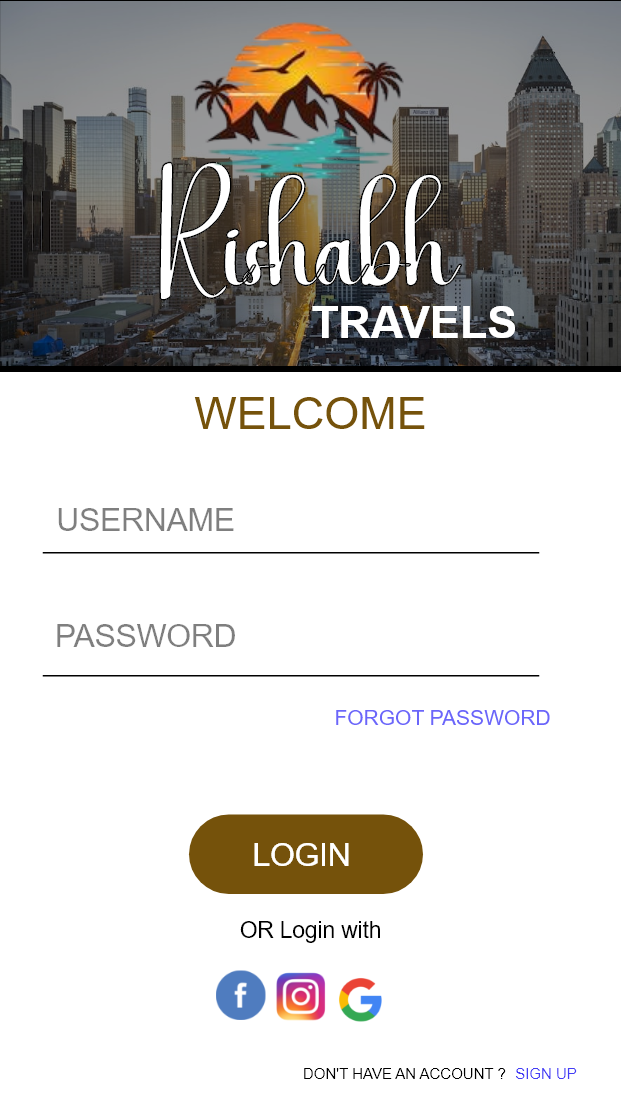 Rishabh
TRAVELS
WELCOME
USERNAME
PASSWORD
FORGOT PASSWORD
LOGIN
OR Login with
f
DON'T HAVE AN ACCOUNT ? SIGN UP